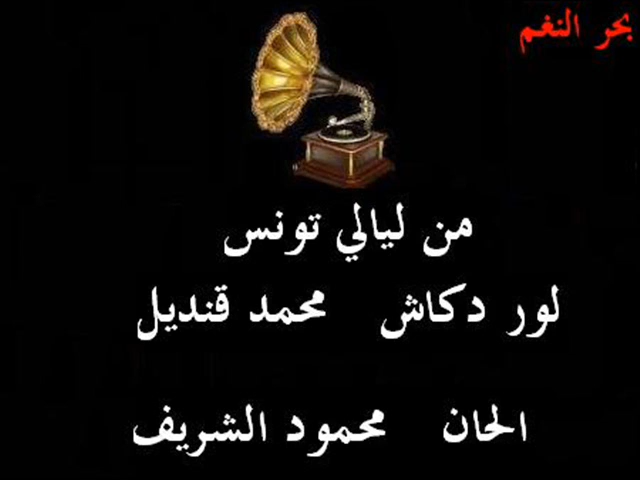 بحر النغم
من ليالي تونس
لور دكاش محمد قنديل
الحان محمود الشريف